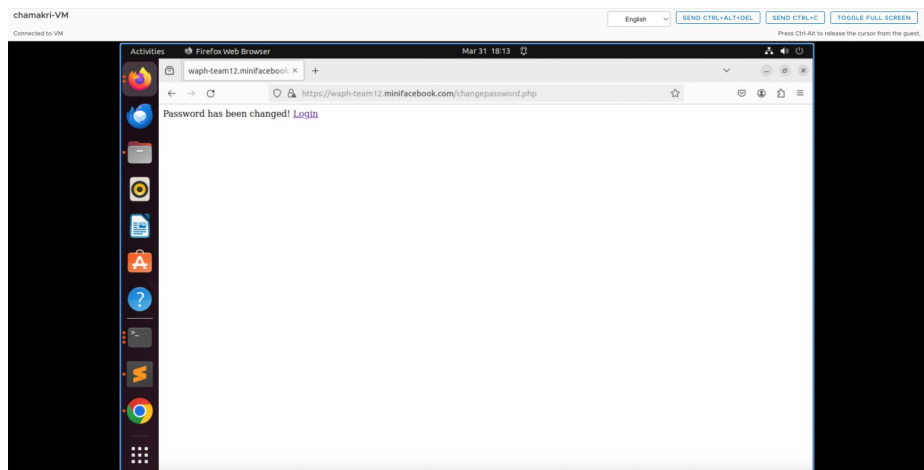 chamakri-VM
English
SEND CTRL+ALT+DEL
SEND CTRL+C
TOGGLE FULL SCREEN
Connected to VM
Press Ctrl-Alt to release the cursor from the guest.
Activities
Firefox Web Browser
Mar 31 18:13
waph-team12.minifacebook.
https://waph-team12.minifacebook.com/changepassword.php
Password has been changed! Login